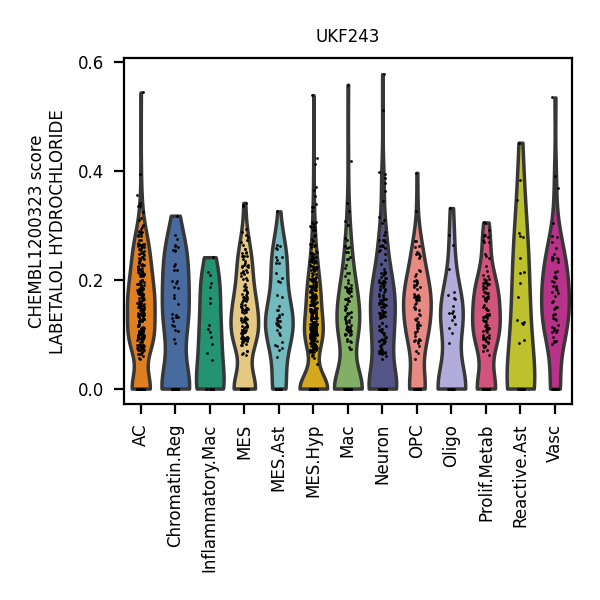 UKF243
CHEMBL1200323 score
LABETALOL HYDROCHLORIDE
0.6
0.4
0.2
0.0
AC
Chromatin.Reg
Inflammatory.Mac
MES
MES.Ast
MES.Hyp
Mac
Neuron
OPC
Oligo
Prolif.Metab
Reactive.Ast
Vasc